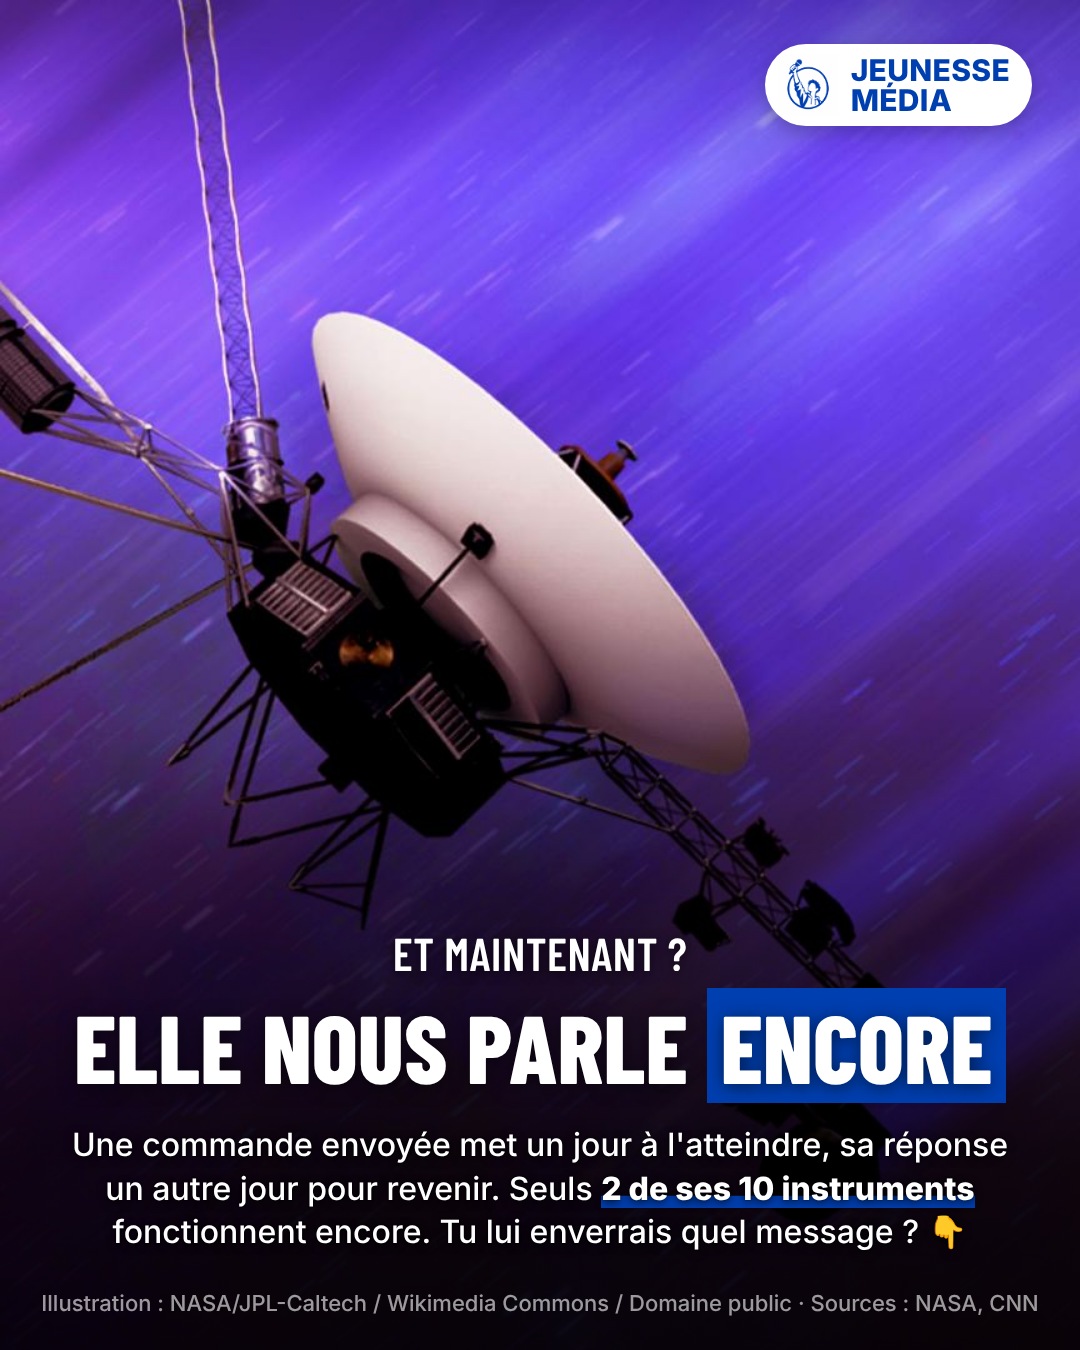 JEUNESSE
MÉDIA
ET MAINTENANT ?
ELLE NOUS PARLE ENCORE
Une commande envoyée met un jour à l'atteindre, sa réponse
un autre jour pour revenir. Seuls 2 de ses 10 instruments
fonctionnent encore. Tu lui enverrais quel message ? 👇
Illustration : NASA/JPL-Caltech / Wikimedia Commons / Domaine public · Sources : NASA, CNN